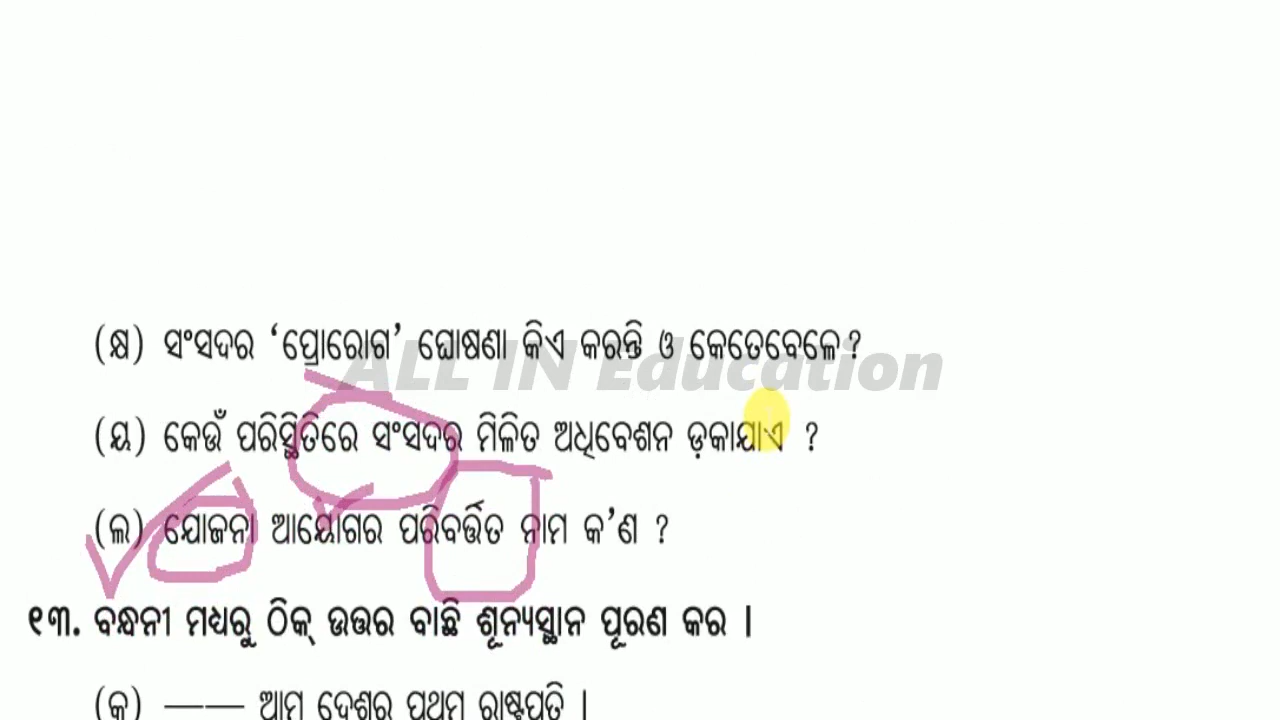 (କ୍ଷ) ସଂସଦର ‘ପ୍ରୋରୋଗ’ ଘୋଷଣା କିଏ କରନ୍ତି ଓ କେତେବେଳେ?
ALL IN Education
(ୟ) କେଉଁ ପରିସ୍ଥିତିରେ ସଂସଦର ମିଳିତ ଅଧିବେଶନ ଡ଼କାଯାଏ ?
(ଲ) ଯୋଜନା ଆୟୋଗର ପରିବର୍ତ୍ତିତ ନାମ କ’ଣ ?
୧୩. ବନ୍ଧନୀ ମଧ୍ୟରୁ ଠିକ୍ ଉତ୍ତର ବାଛି ଶୂନ୍ୟସ୍ଥାନ ପୂରଣ କର ।
(କ) —— ଆମ ଦେଶର ପ୍ରଥମ ରାଷ୍ଟ୍ରପତି ।